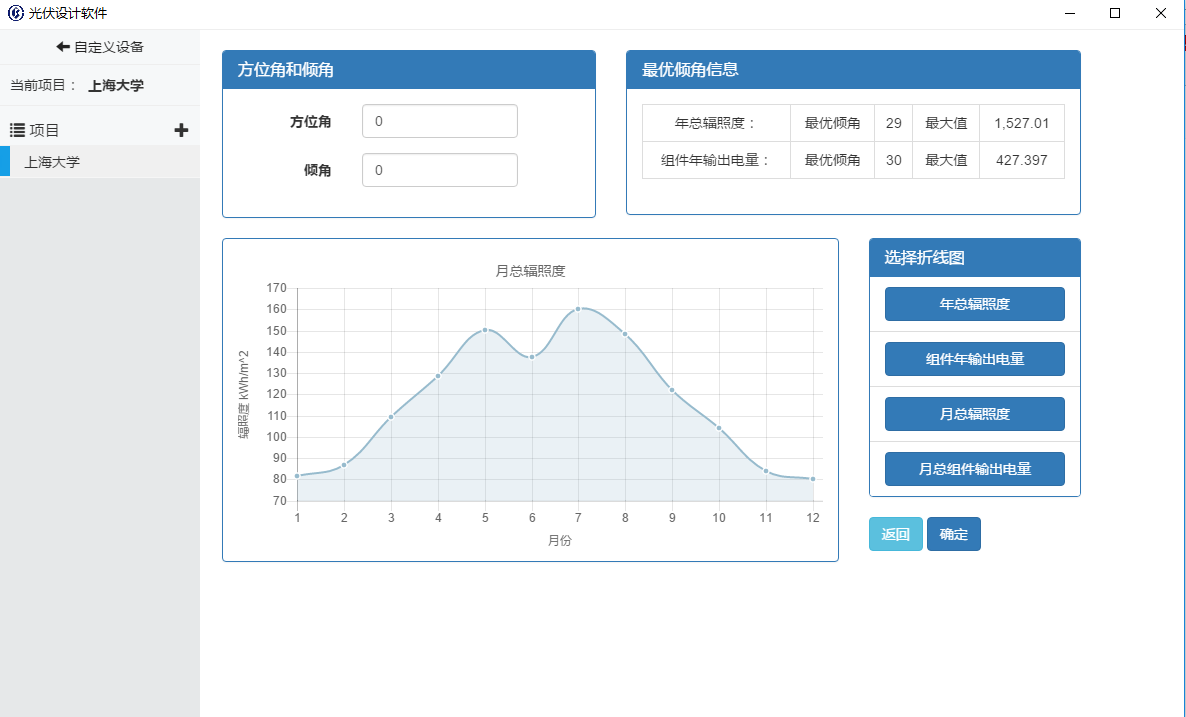 光伏设计软件
自定义设备
当前项目： 上海大学
项目
上海大学
方位角和倾角
方位角 0
倾角 0
最优倾角信息
年总辐照度： 最优倾角 29 最大值 1,527.01
组件年输出电量： 最优倾角 30 最大值 427.397
月总辐照度
辐照度 kWh/m^2
170
160
150
140
130
120
110
100
90
80
70
1 2 3 4 5 6 7 8 9 10 11 12
月份
选择折线图
年总辐照度
组件年输出电量
月总辐照度
月总组件输出电量
返回 确定